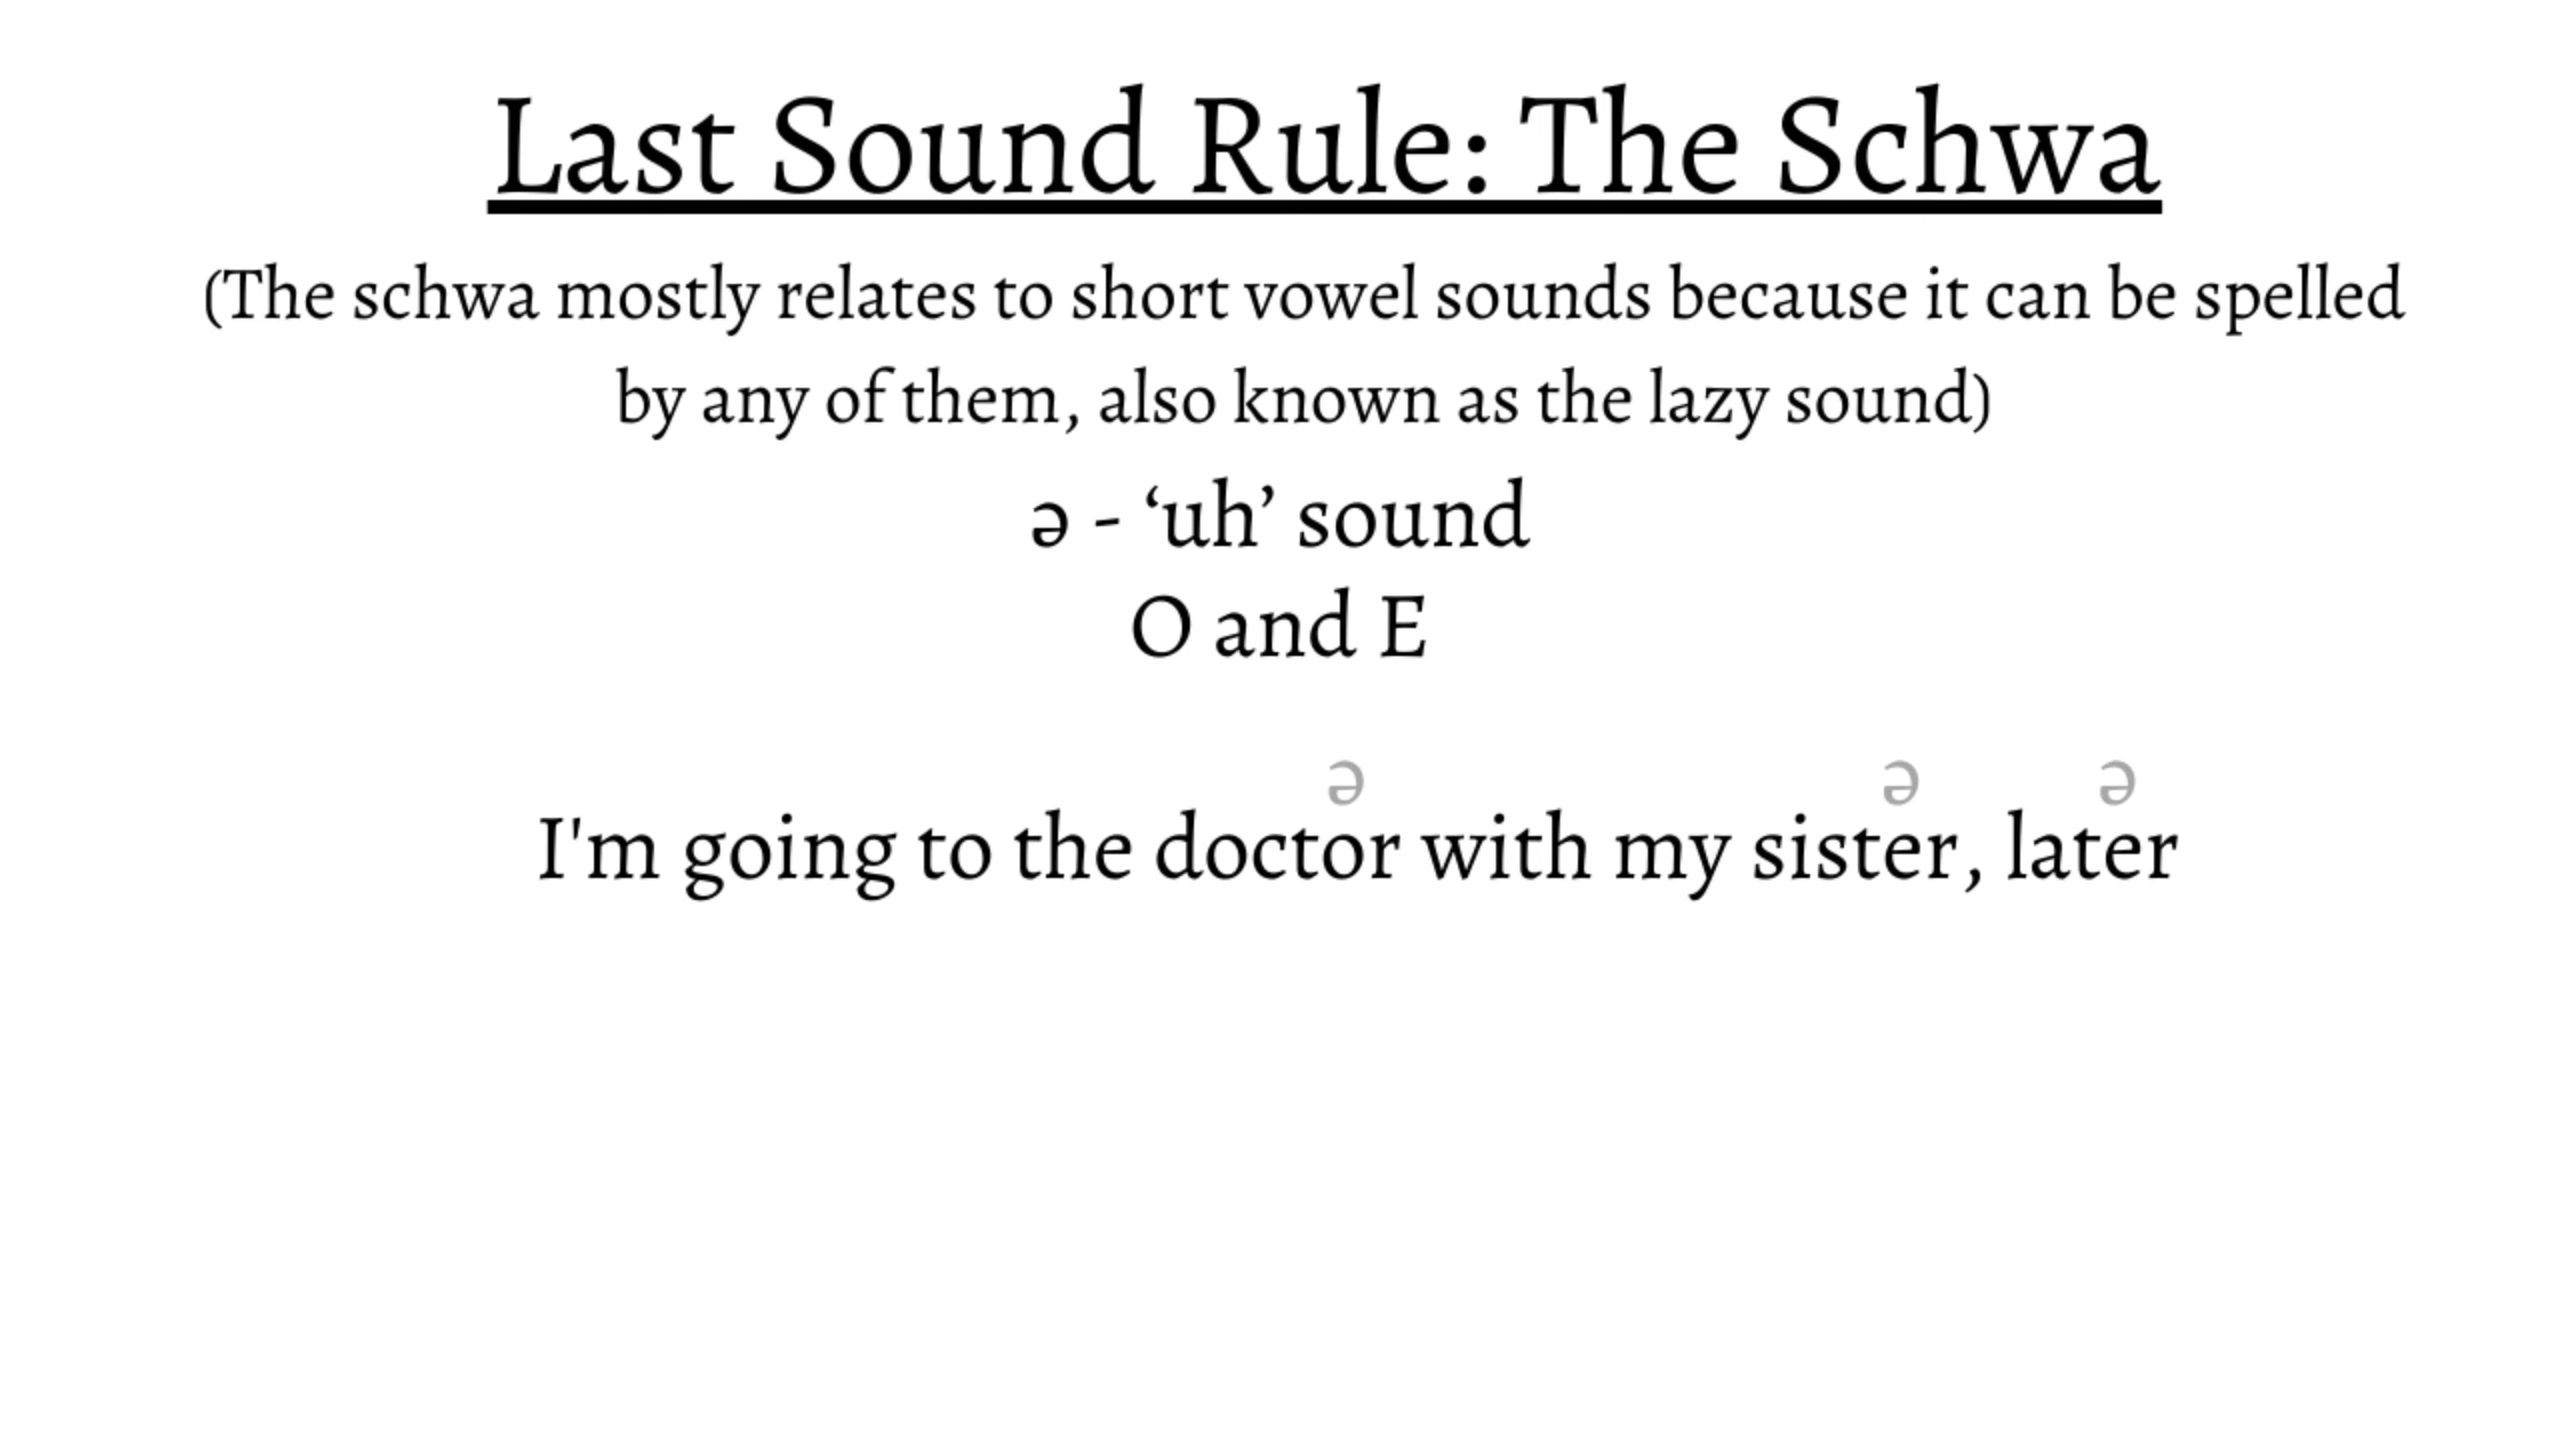 Last Sound Rule: The Schwa
(The schwa mostly relates to short vowel sounds because it can be spelled
by any of them, also known as the lazy sound)
ə - ‘uh’ sound
O and E
ə ə ə
I'm going to the doctor with my sister, later